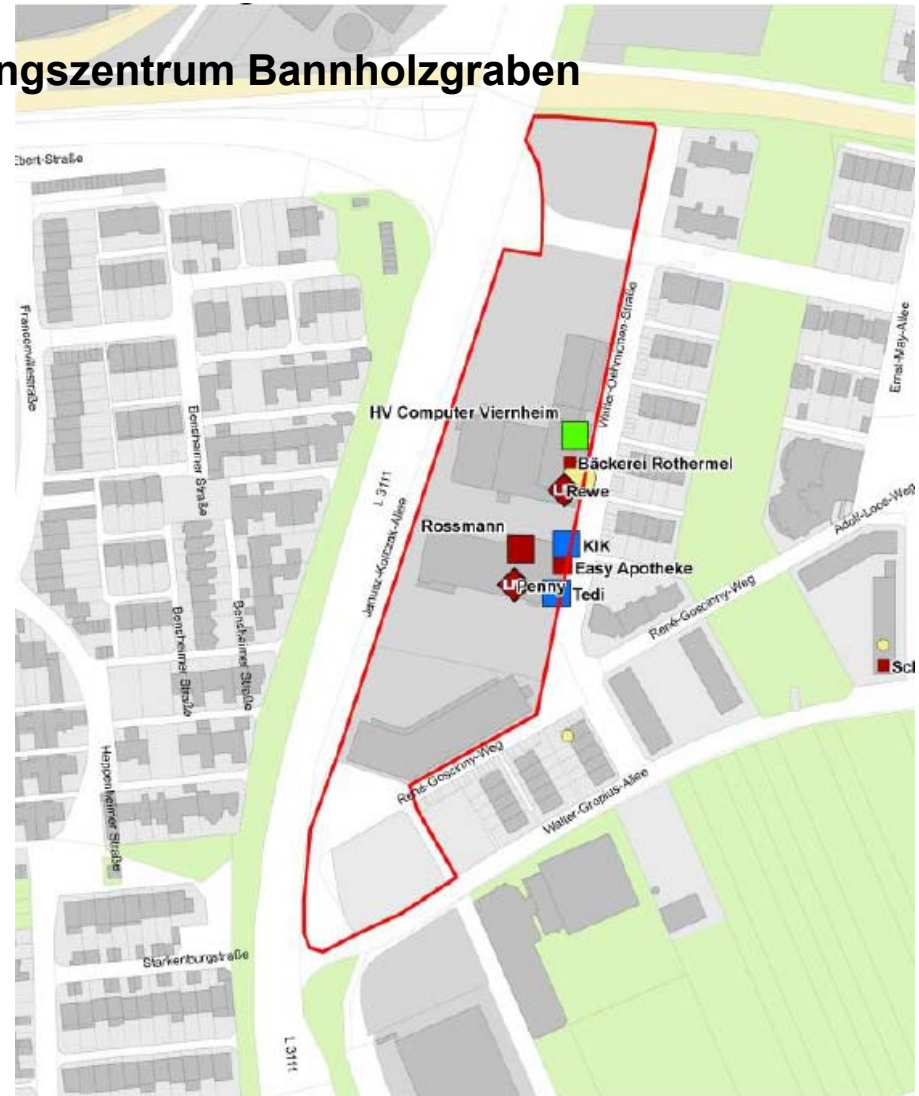 ngszentrum Bannholzgraben
Ebert-Straße
Franconvillestraße
Bensheimer Straße
Bensheimer Straße
Bensheimer Straße
Heppenheimer Straße
Starkenburgstraße
L 3111
L 3111
Janusz-Korczak-Allee
Walter-Oehmichen-Straße
Ernst-May-Allee
HV Computer Viernheim
Bäckerei Rothermel
Rewe
Rossmann
KIK
Easy Apotheke
Penny
Tedi
Adolf-Loos-Weg
René-Goscinny-Weg
René-Goscinny-Weg
Walter-Gropius-Allee
Scl